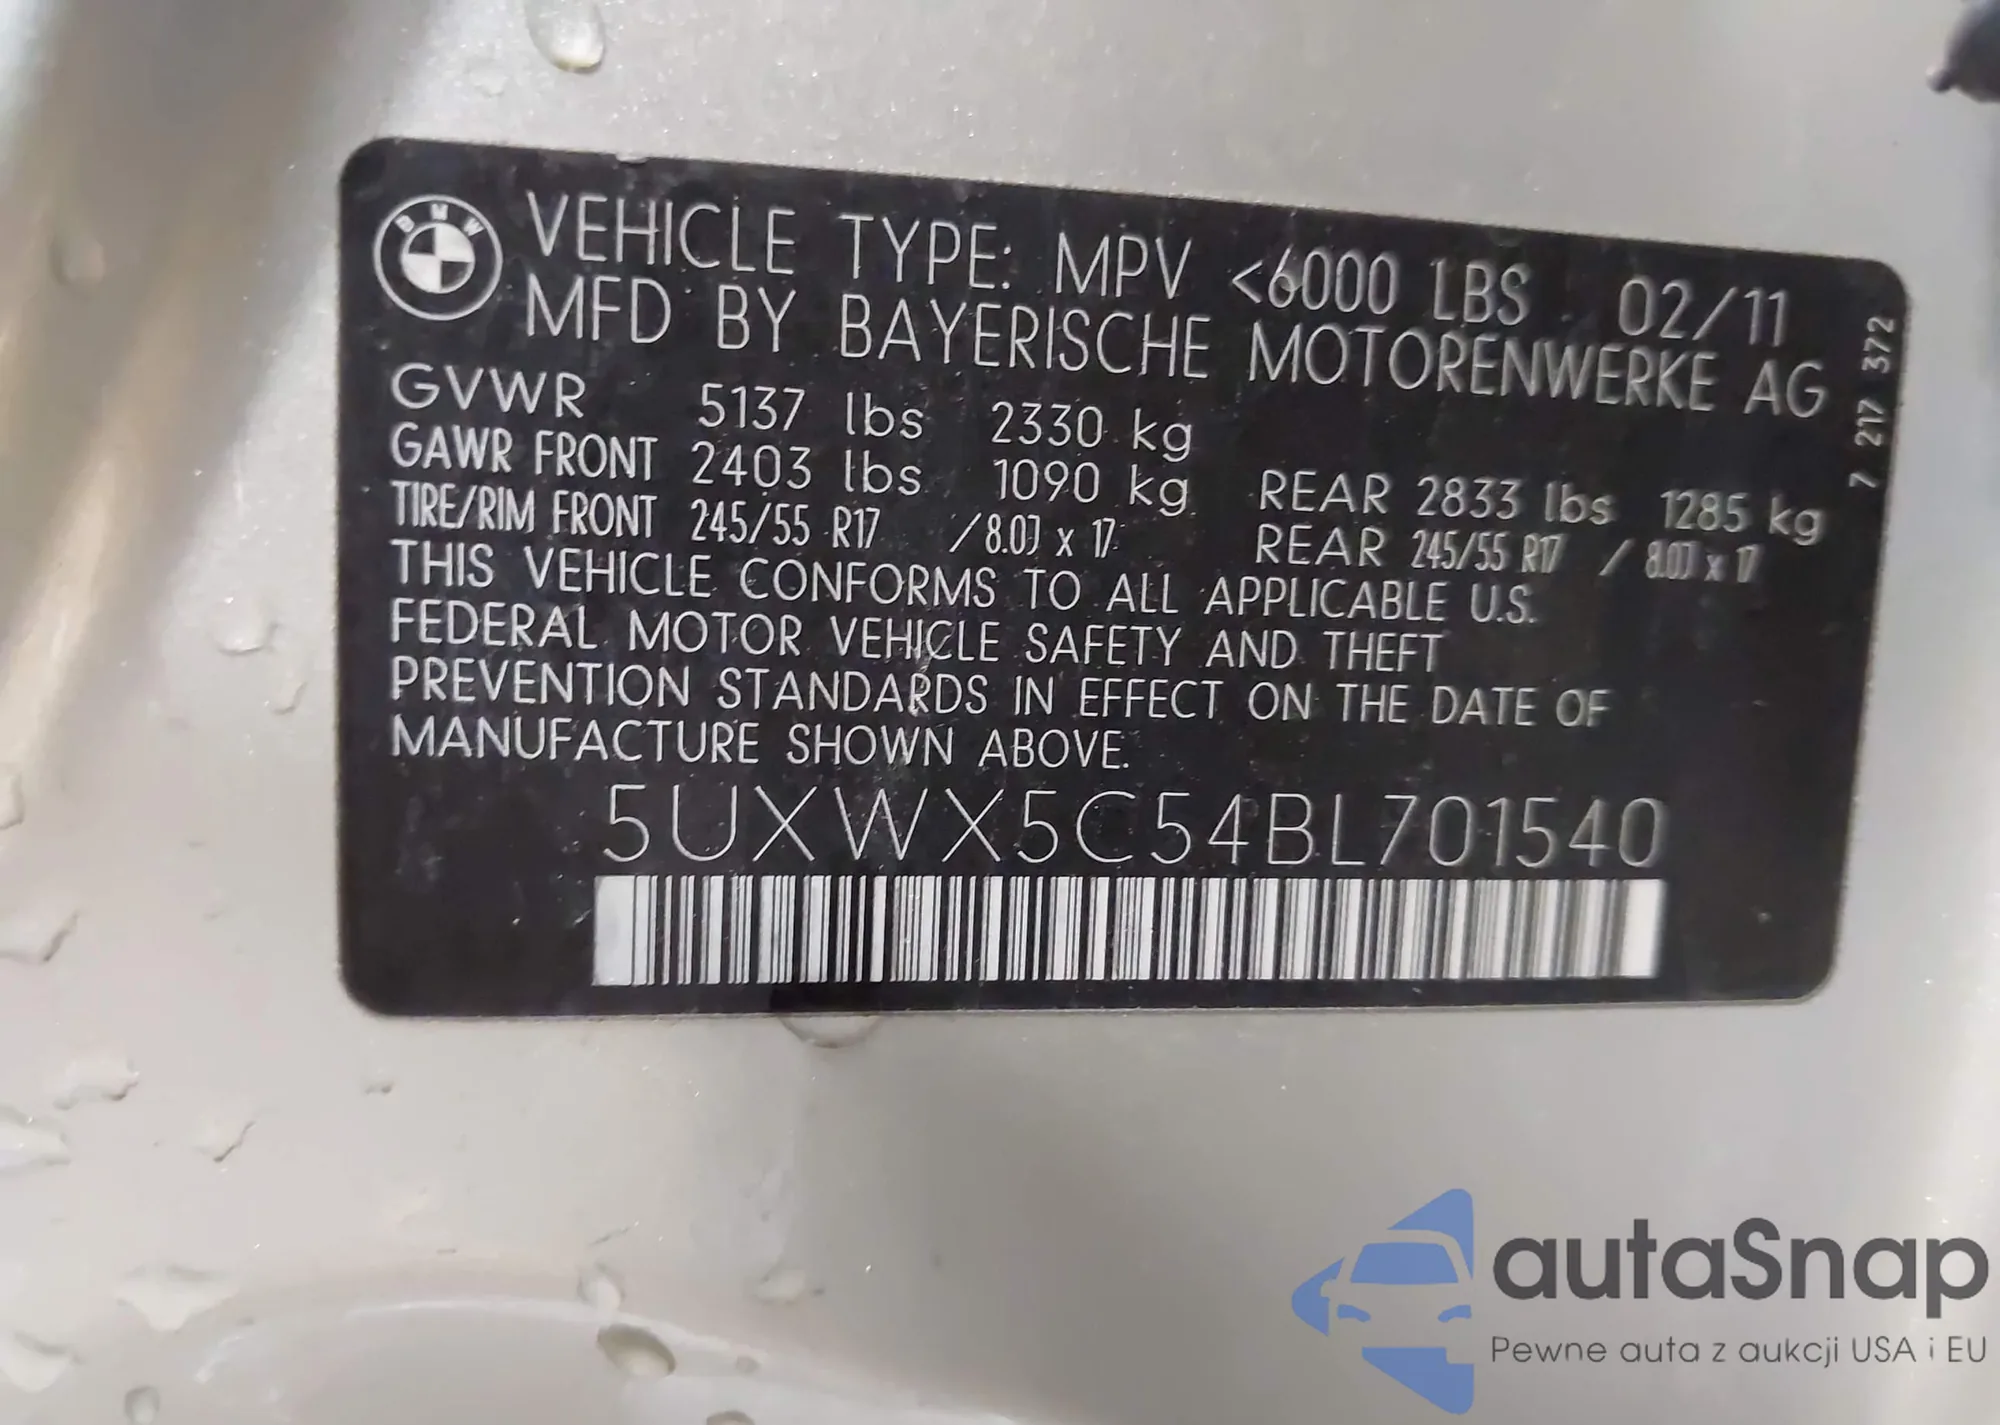 BMW
VEHICLE TYPE: MPV <6000 LBS 02/11
MFD BY BAYERISCHE MOTORENWERKE AG
GVWR 5137 lbs 2330 kg
GAWR FRONT 2403 lbs 1090 kg REAR 2833 lbs 1285 kg
TIRE/RIM FRONT 245/55 R17 / 8.0J x 17 REAR 245/55 R17 / 8.0J x 17
THIS VEHICLE CONFORMS TO ALL APPLICABLE U.S.
FEDERAL MOTOR VEHICLE SAFETY AND THEFT
PREVENTION STANDARDS IN EFFECT ON THE DATE OF
MANUFACTURE SHOWN ABOVE.
5UXWX5C54BL701540
7 217 372
autaSnap
Pewne auta z aukcji USA i EU